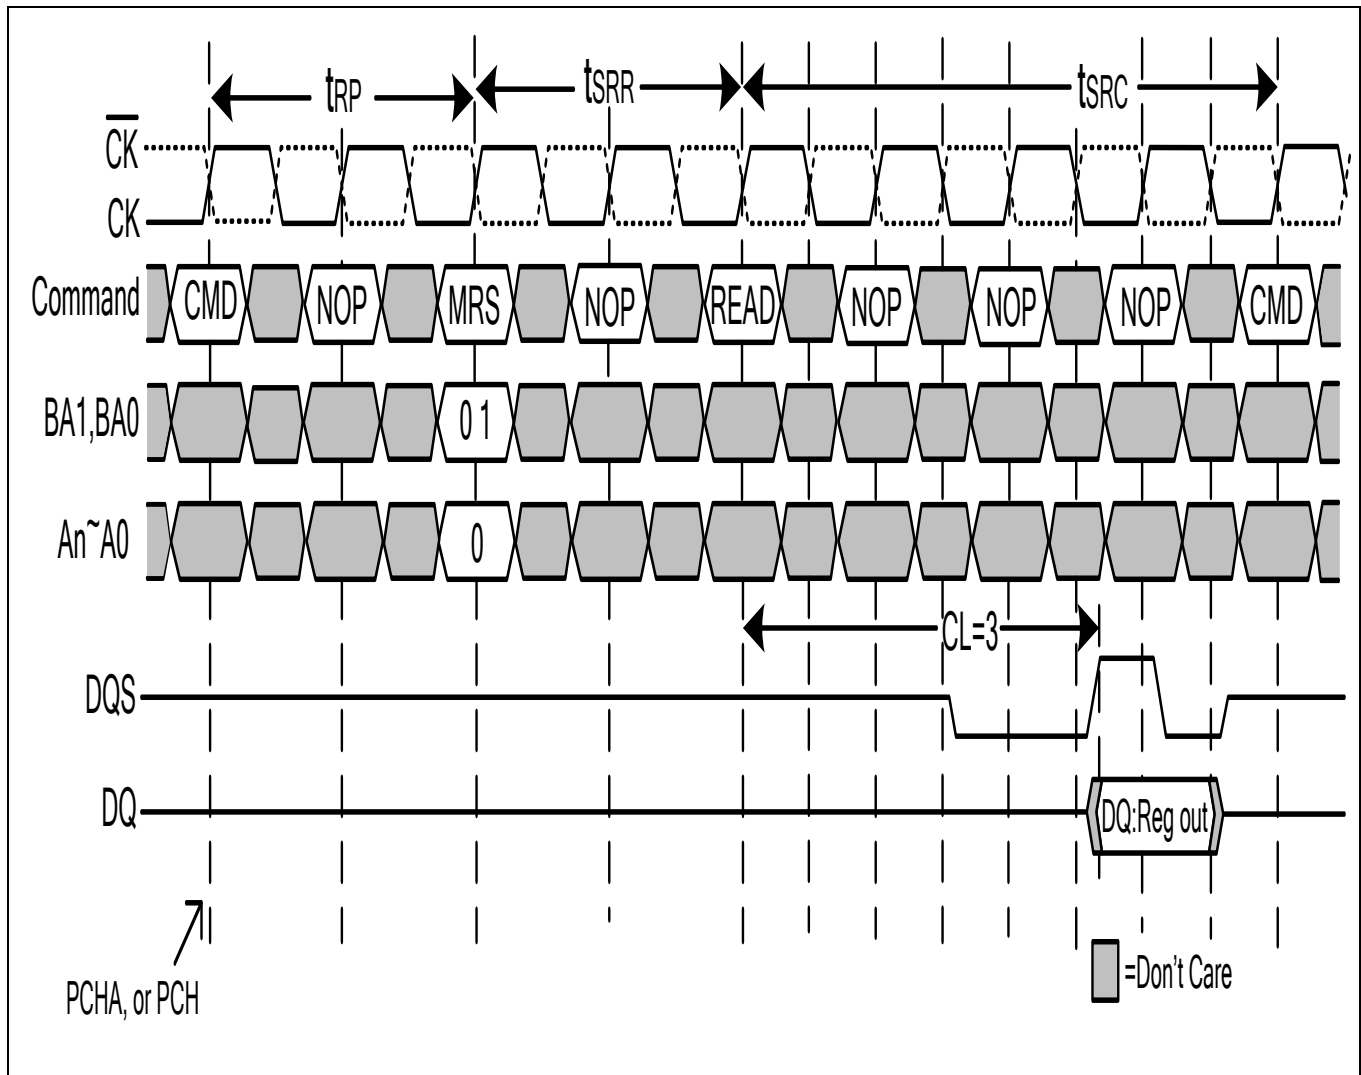 tRP
tSRR
tSRC
CK
CK
Command
CMD
NOP
MRS
NOP
READ
NOP
NOP
NOP
CMD
BA1,BA0
0 1
An~A0
0
CL=3
DQS
DQ
DQ:Reg out
PCHA, or PCH
=Don't Care